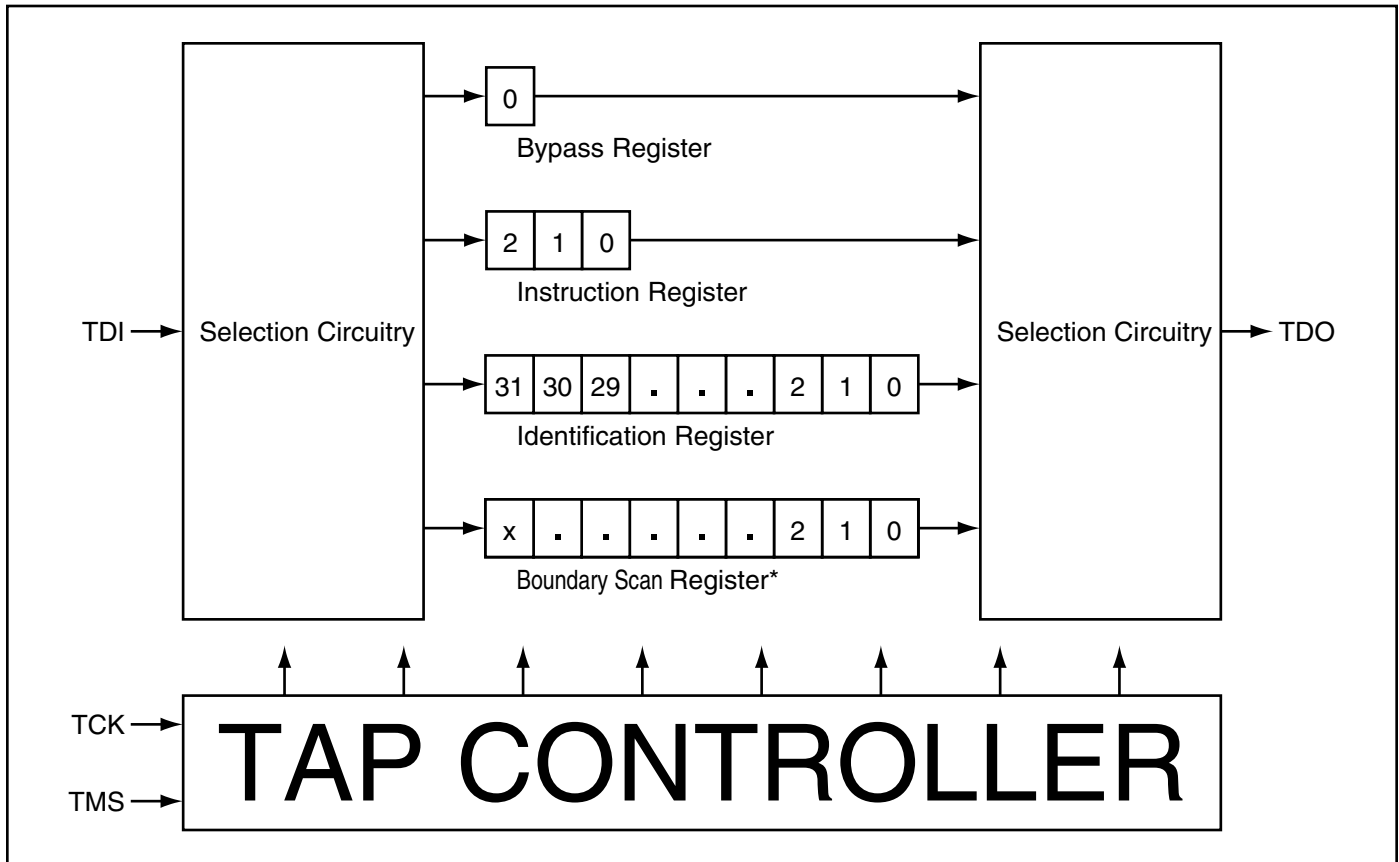 0
Bypass Register
2 1 0
Instruction Register
TDI
Selection Circuitry
Selection Circuitry
TDO
31 30 29 . . . 2 1 0
Identification Register
x . . . . . 2 1 0
Boundary Scan Register*
TCK
TAP CONTROLLER
TMS